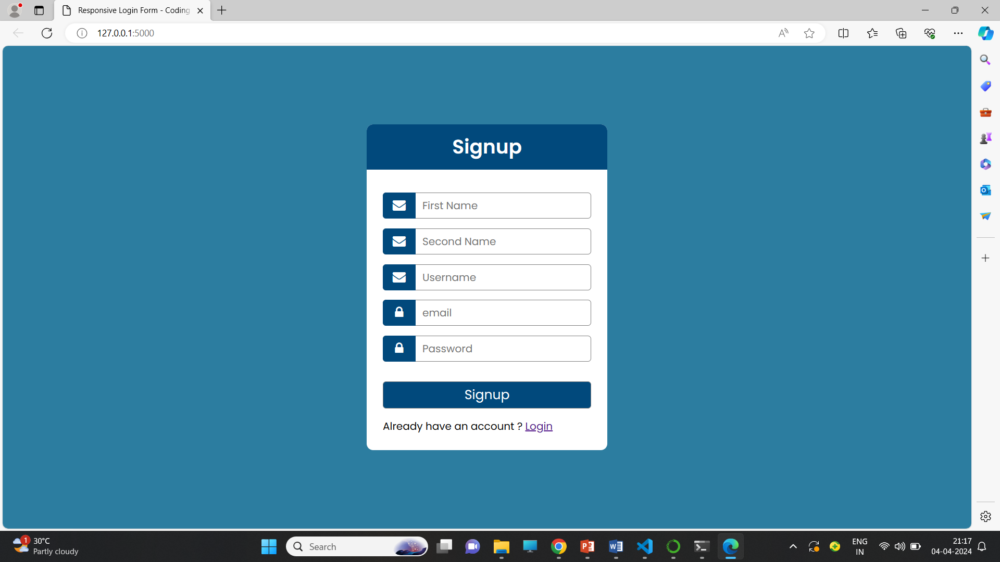 Responsive Login Form - Coding
127.0.0.1:5000
Signup
First Name
Second Name
Username
email
Password
Signup
Already have an account ? Login
1
30°C
Partly cloudy
Search
ENG
IN
21:17
04-04-2024